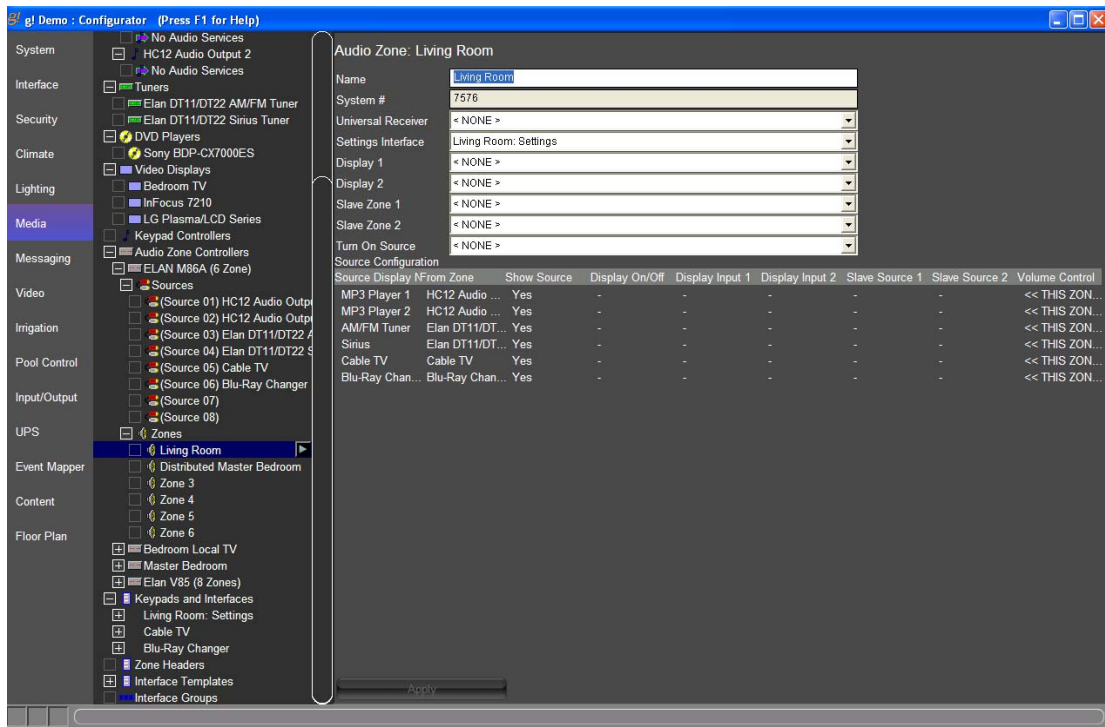 g! Demo : Configurator (Press F1 for Help)
System
Interface
Security
Climate
Lighting
Media
Messaging
Video
Irrigation
Pool Control
Input/Output
UPS
Event Mapper
Content
Floor Plan
No Audio Services
HC12 Audio Output 2
No Audio Services
Tuners
Elan DT11/DT22 AM/FM Tuner
Elan DT11/DT22 Sirius Tuner
DVD Players
Sony BDP-CX7000ES
Video Displays
Bedroom TV
InFocus 7210
LG Plasma/LCD Series
Keypad Controllers
Audio Zone Controllers
ELAN M86A (6 Zone)
Sources
(Source 01) HC12 Audio Outpu
(Source 02) HC12 Audio Outpu
(Source 03) Elan DT11/DT22 A
(Source 04) Elan DT11/DT22 S
(Source 05) Cable TV
(Source 06) Blu-Ray Changer
(Source 07)
(Source 08)
Zones
Living Room
Distributed Master Bedroom
Zone 3
Zone 4
Zone 5
Zone 6
Bedroom Local TV
Master Bedroom
Elan V85 (8 Zones)
Keypads and Interfaces
Living Room: Settings
Cable TV
Blu-Ray Changer
Zone Headers
Interface Templates
Interface Groups
Audio Zone: Living Room
Name Living Room
System # 7576
Universal Receiver < NONE >
Settings Interface Living Room: Settings
Display 1 < NONE >
Display 2 < NONE >
Slave Zone 1 < NONE >
Slave Zone 2 < NONE >
Turn On Source < NONE >
Source Configuration
Source Display N From Zone Show Source Display On/Off Display Input 1 Display Input 2 Slave Source 1 Slave Source 2 Volume Control
MP3 Player 1 HC12 Audio ... Yes - - - - - << THIS ZON...
MP3 Player 2 HC12 Audio ... Yes - - - - - << THIS ZON...
AM/FM Tuner Elan DT11/DT... Yes - - - - - << THIS ZON...
Sirius Elan DT11/DT... Yes - - - - - << THIS ZON...
Cable TV Cable TV Yes - - - - - << THIS ZON...
Blu-Ray Chan... Blu-Ray Chan... Yes - - - - - << THIS ZON...
Apply